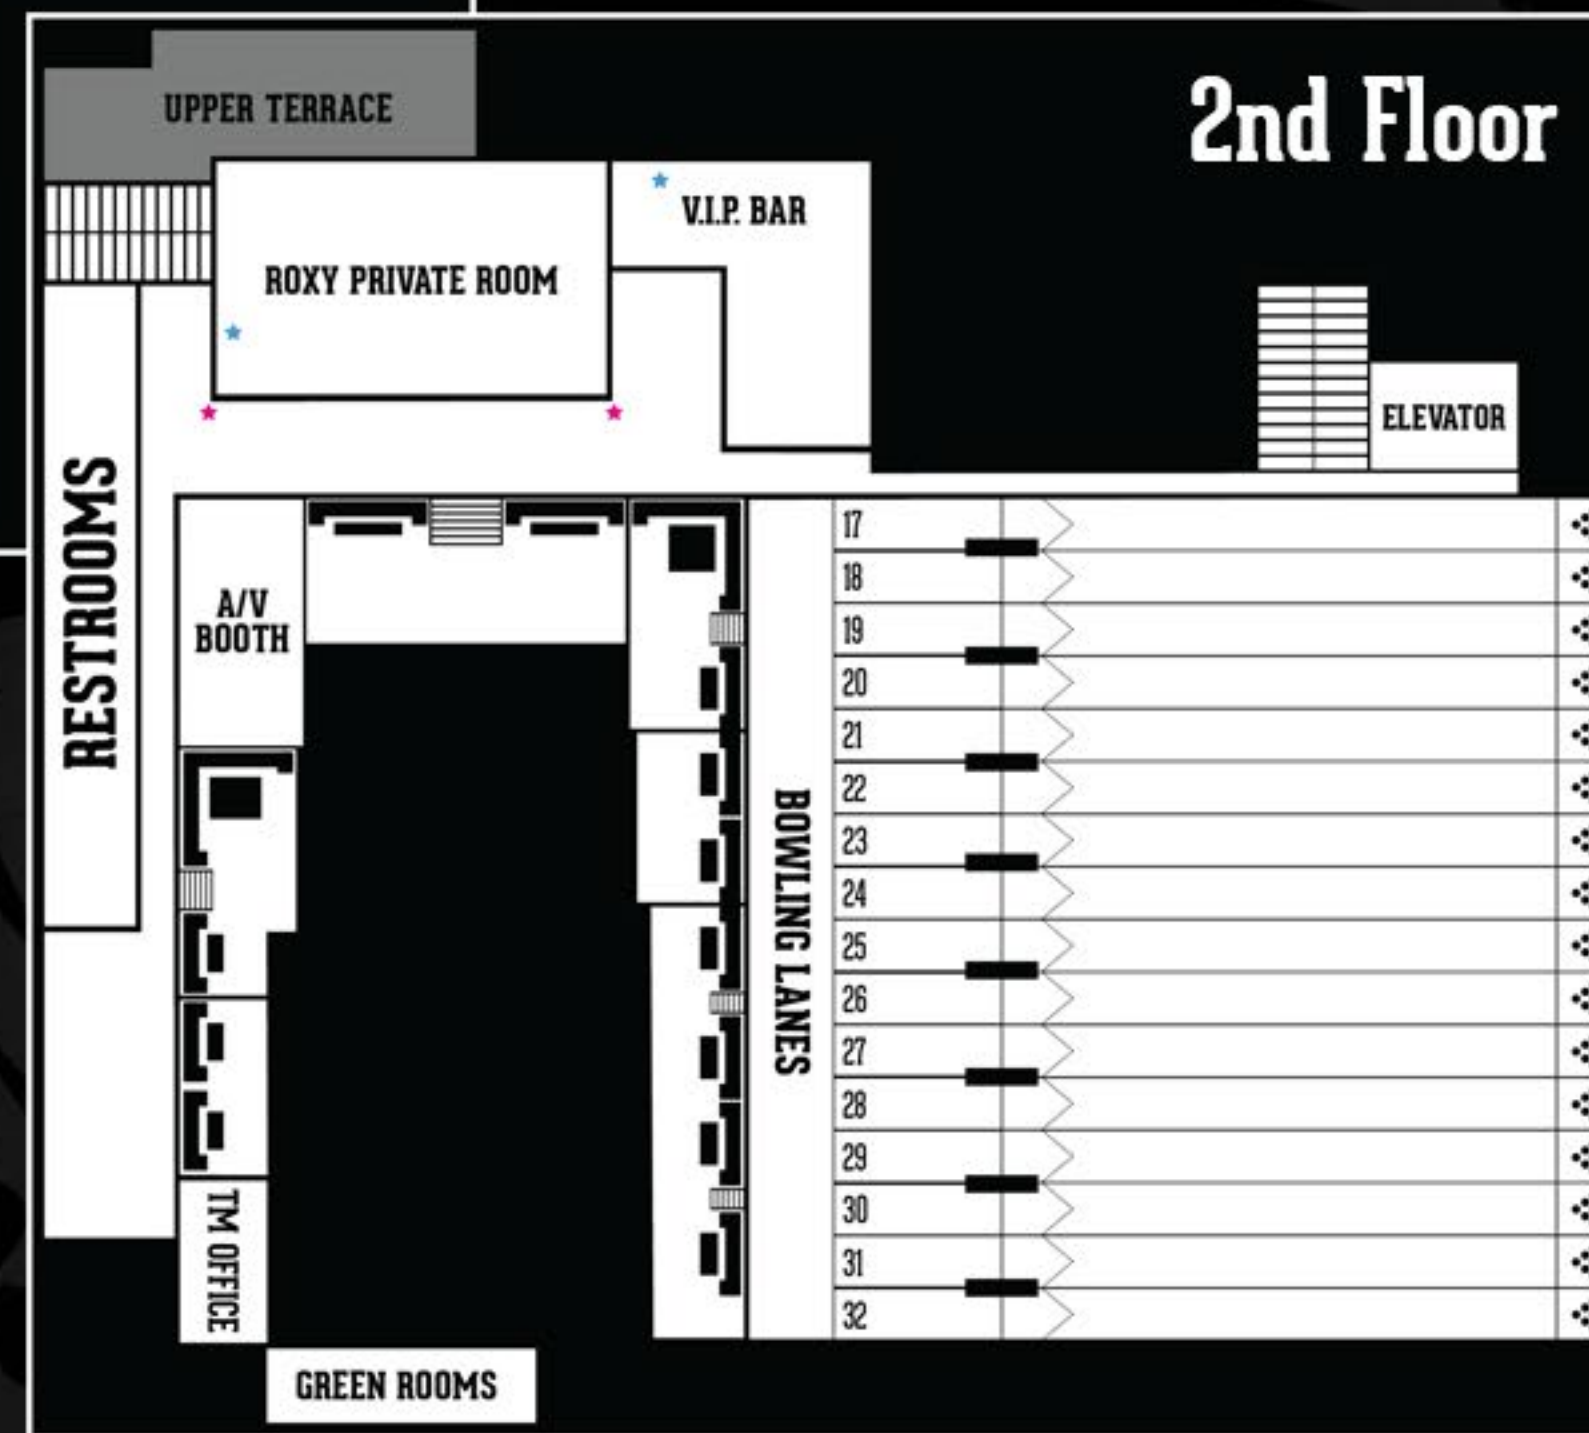 2nd Floor
UPPER TERRACE
V.I.P. BAR
ROXY PRIVATE ROOM
ELEVATOR
RESTROOMS
A/V
BOOTH
BOWLING LANES
17
18
19
20
21
22
23
24
25
26
27
28
29
30
31
32
TM OFFICE
GREEN ROOMS